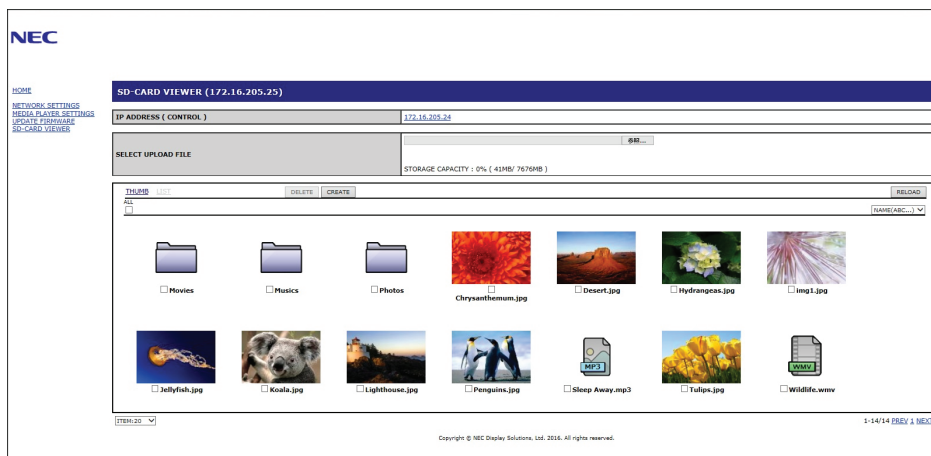 NEC
HOME
NETWORK SETTINGS
MEDIA PLAYER SETTINGS
UPDATE FIRMWARE
SD-CARD VIEWER
SD-CARD VIEWER (172.16.205.25)
IP ADDRESS ( CONTROL )
172.16.205.24
SELECT UPLOAD FILE
参照...
STORAGE CAPACITY : 0% ( 41MB/ 7676MB )
THUMB LIST DELETE CREATE RELOAD
ALL
NAME(ABC...)
Movies Musics Photos Chrysanthemum.jpg Desert.jpg Hydrangeas.jpg img1.jpg
MP3 WMV
Jellyfish.jpg Koala.jpg Lighthouse.jpg Penguins.jpg Sleep Away.mp3 Tulips.jpg Wildlife.wmv
ITEM:20
1-14/14 PREV 1 NEXT
Copyright © NEC Display Solutions, Ltd. 2016. All rights reserved.